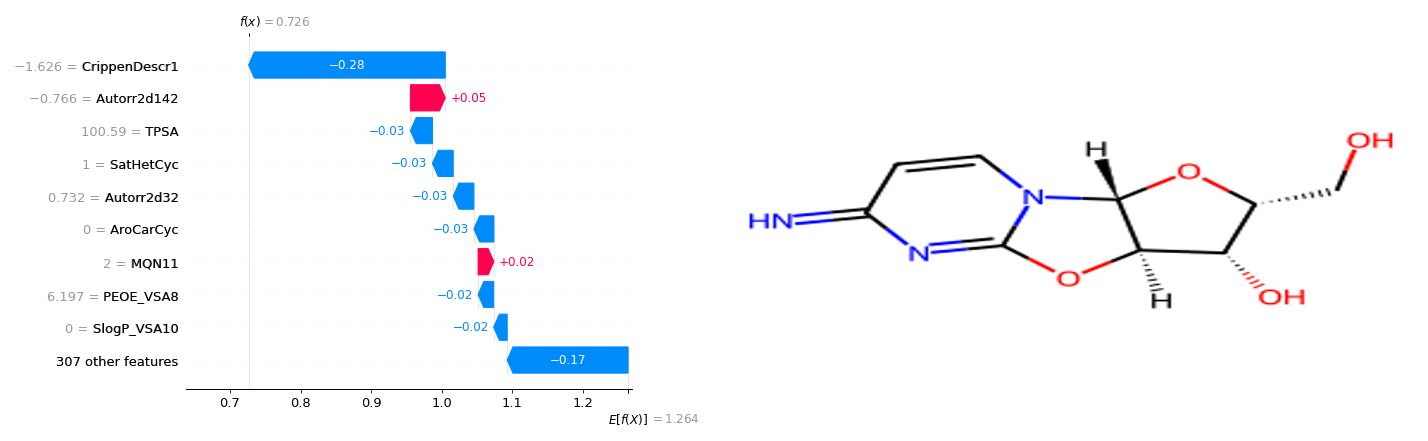 f(x) = 0.726
−1.626 = CrippenDescr1 −0.28
−0.766 = Autorr2d142 +0.05
100.59 = TPSA −0.03
1 = SatHetCyc −0.03
0.732 = Autorr2d32 −0.03
0 = AroCarCyc −0.03
2 = MQN11 +0.02
6.197 = PEOE_VSA8 −0.02
0 = SlogP_VSA10 −0.02
307 other features −0.17
0.7 0.8 0.9 1.0 1.1 1.2
E[f(X)] = 1.264
OH
H
O
N
HN
N
O
H
OH